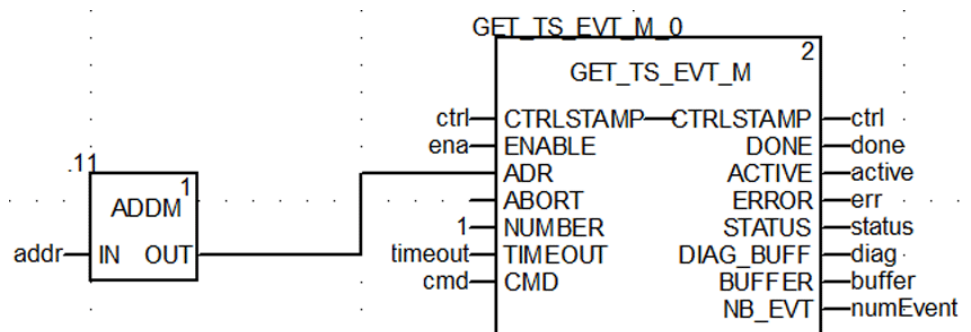 GET_TS_EVT_M_0
2
GET_TS_EVT_M
ctrl CTRLSTAMP CTRLSTAMP ctrl
ena ENABLE DONE done
.11 ADR ACTIVE active
1
ADDM ABORT ERROR err
1 NUMBER STATUS status
addr IN OUT timeout TIMEOUT DIAG_BUFF diag
cmd CMD BUFFER buffer
NB_EVT numEvent